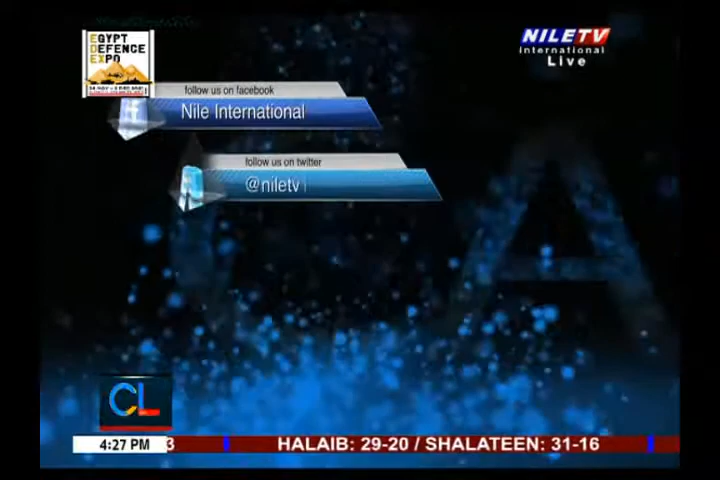 EGYPT
DEFENCE
EXPO
NILETV
International
Live
follow us on facebook
Nile International
follow us on twitter
@niletv
A
CL
4:27 PM
3
HALAIB: 29-20 / SHALATEEN: 31-16